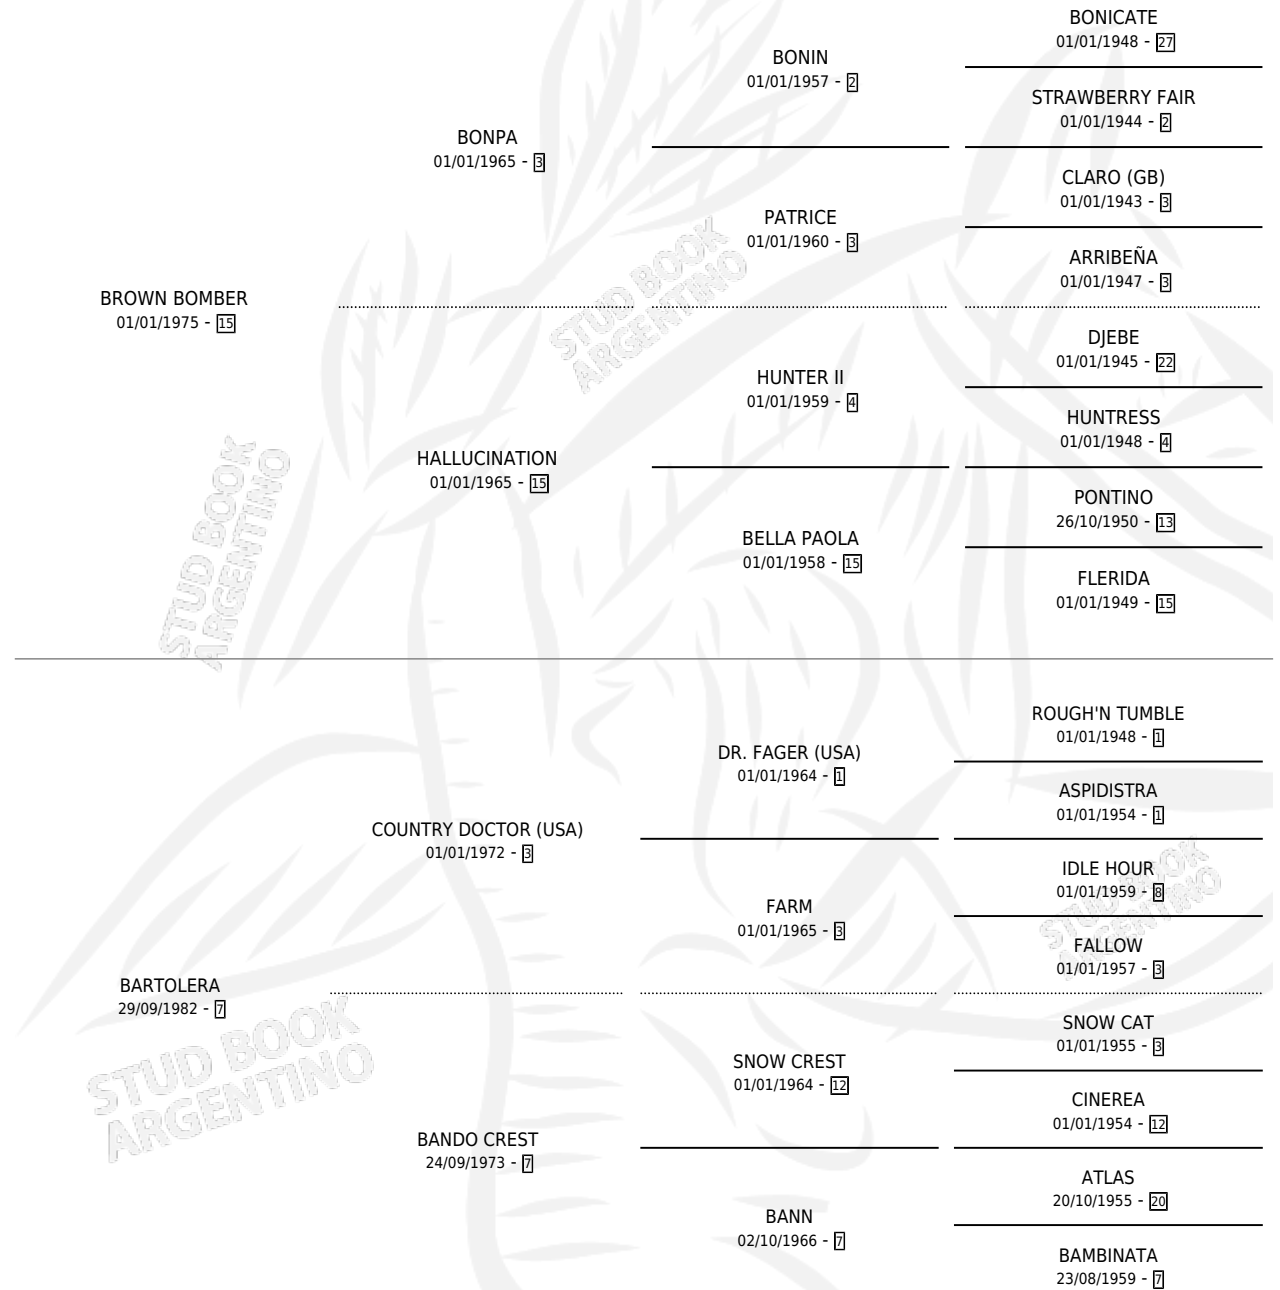 BONICATE
01/01/1948 - 27
BONIN
01/01/1957 - 2
STRAWBERRY FAIR
01/01/1944 - 2
BONPA
01/01/1965 - 3
CLARO (GB)
01/01/1943 - 3
PATRICE
01/01/1960 - 3
ARRIBEÑA
01/01/1947 - 3
BROWN BOMBER
01/01/1975 - 15
DJEBE
01/01/1945 - 22
HUNTER II
01/01/1959 - 4
HUNTRESS
01/01/1948 - 4
HALLUCINATION
01/01/1965 - 15
PONTINO
26/10/1950 - 13
BELLA PAOLA
01/01/1958 - 15
FLERIDA
01/01/1949 - 15
ROUGH'N TUMBLE
01/01/1948 - 1
DR. FAGER (USA)
01/01/1964 - 1
ASPIDISTRA
01/01/1954 - 1
COUNTRY DOCTOR (USA)
01/01/1972 - 3
IDLE HOUR
01/01/1959 - 8
FARM
01/01/1965 - 3
FALLOW
01/01/1957 - 3
BARTOLERA
29/09/1982 - 7
SNOW CAT
01/01/1955 - 3
SNOW CREST
01/01/1964 - 12
CINEREA
01/01/1954 - 12
BANDO CREST
24/09/1973 - 7
ATLAS
20/10/1955 - 20
BANN
02/10/1966 - 7
BAMBINATA
23/08/1959 - 7
STUD BOOK
ARGENTINO
STUD BOOK
ARGENTINO
STUD BOOK
ARGENTINO
STUD BOOK
ARGENTINO